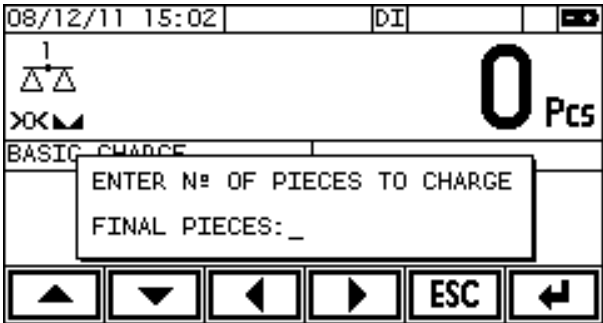 08/12/11 15:02 DI
1
0 Pcs
BASIC CHARGE
ENTER Nº OF PIECES TO CHARGE
FINAL PIECES:_
ESC